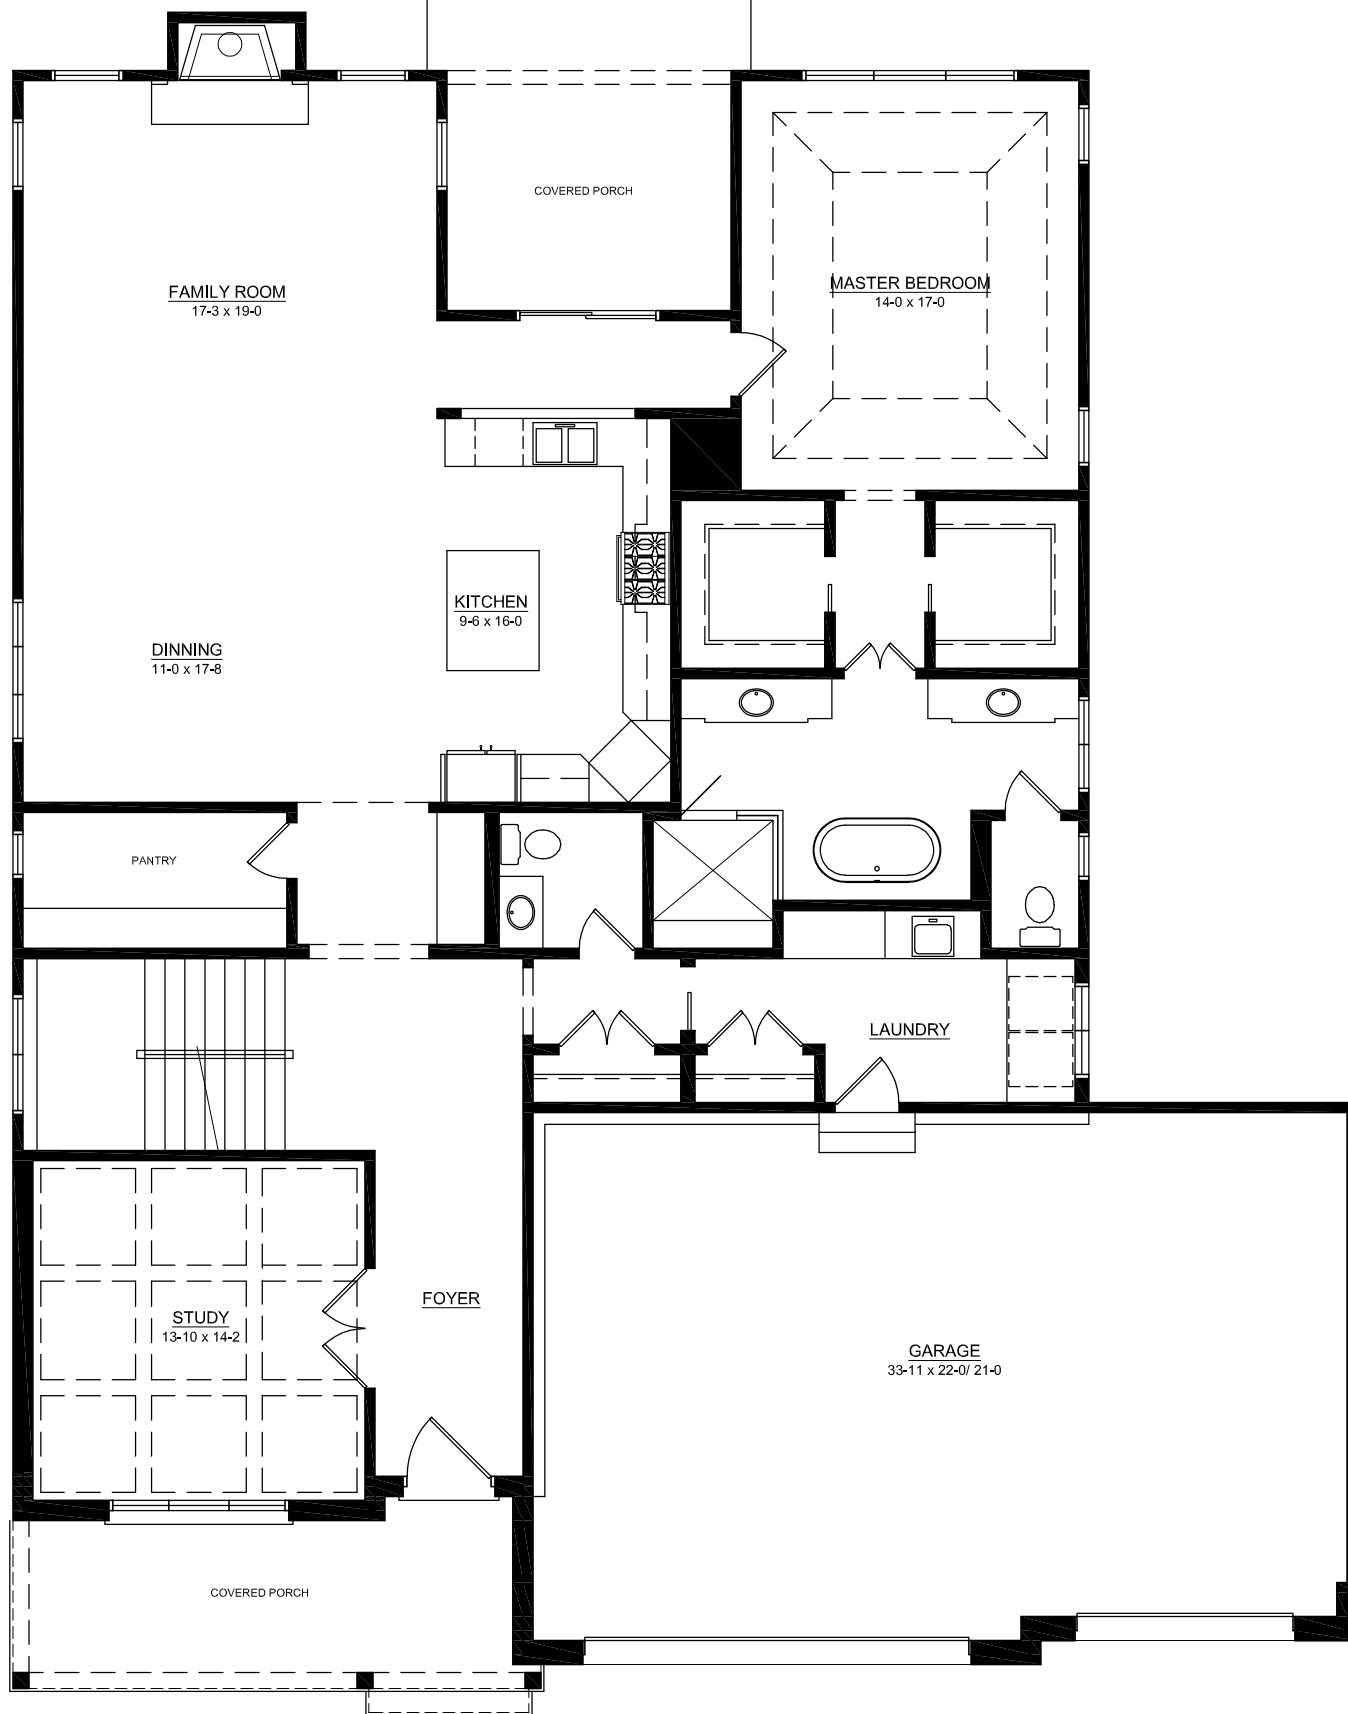 COVERED PORCH
FAMILY ROOM
17-3 x 19-0
MASTER BEDROOM
14-0 x 17-0
KITCHEN
9-6 x 16-0
DINNING
11-0 x 17-8
PANTRY
LAUNDRY
FOYER
STUDY
13-10 x 14-2
GARAGE
33-11 x 22-0/ 21-0
COVERED PORCH